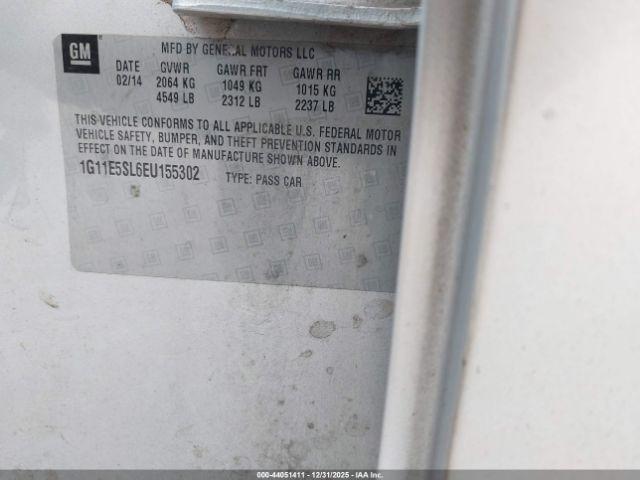 GM
MFD BY GENERAL MOTORS LLC
DATE GVWR GAWR FRT GAWR RR
02/14 2064 KG 1049 KG 1015 KG
4549 LB 2312 LB 2237 LB
THIS VEHICLE CONFORMS TO ALL APPLICABLE U.S. FEDERAL MOTOR
VEHICLE SAFETY, BUMPER, AND THEFT PREVENTION STANDARDS
IN EFFECT ON THE DATE OF MANUFACTURE SHOWN ABOVE.
1G11E5SL6EU155302 TYPE: PASS CAR
000-44051411 - 12/31/2025 - IAA Inc.